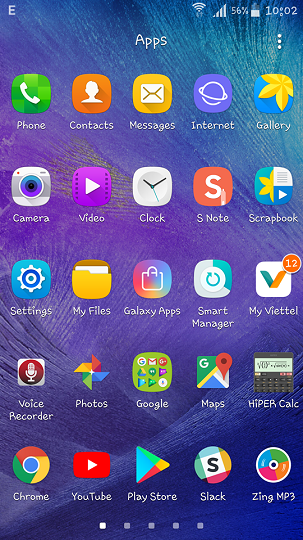 E 56% 10:02
Apps
Phone Contacts Messages Internet Gallery
Camera Video Clock S Note Scrapbook
12
Settings My Files Galaxy Apps Smart Manager My Viettel
Voice Recorder Photos Google Maps HiPER Calc
Chrome YouTube Play Store Slack Zing MP3